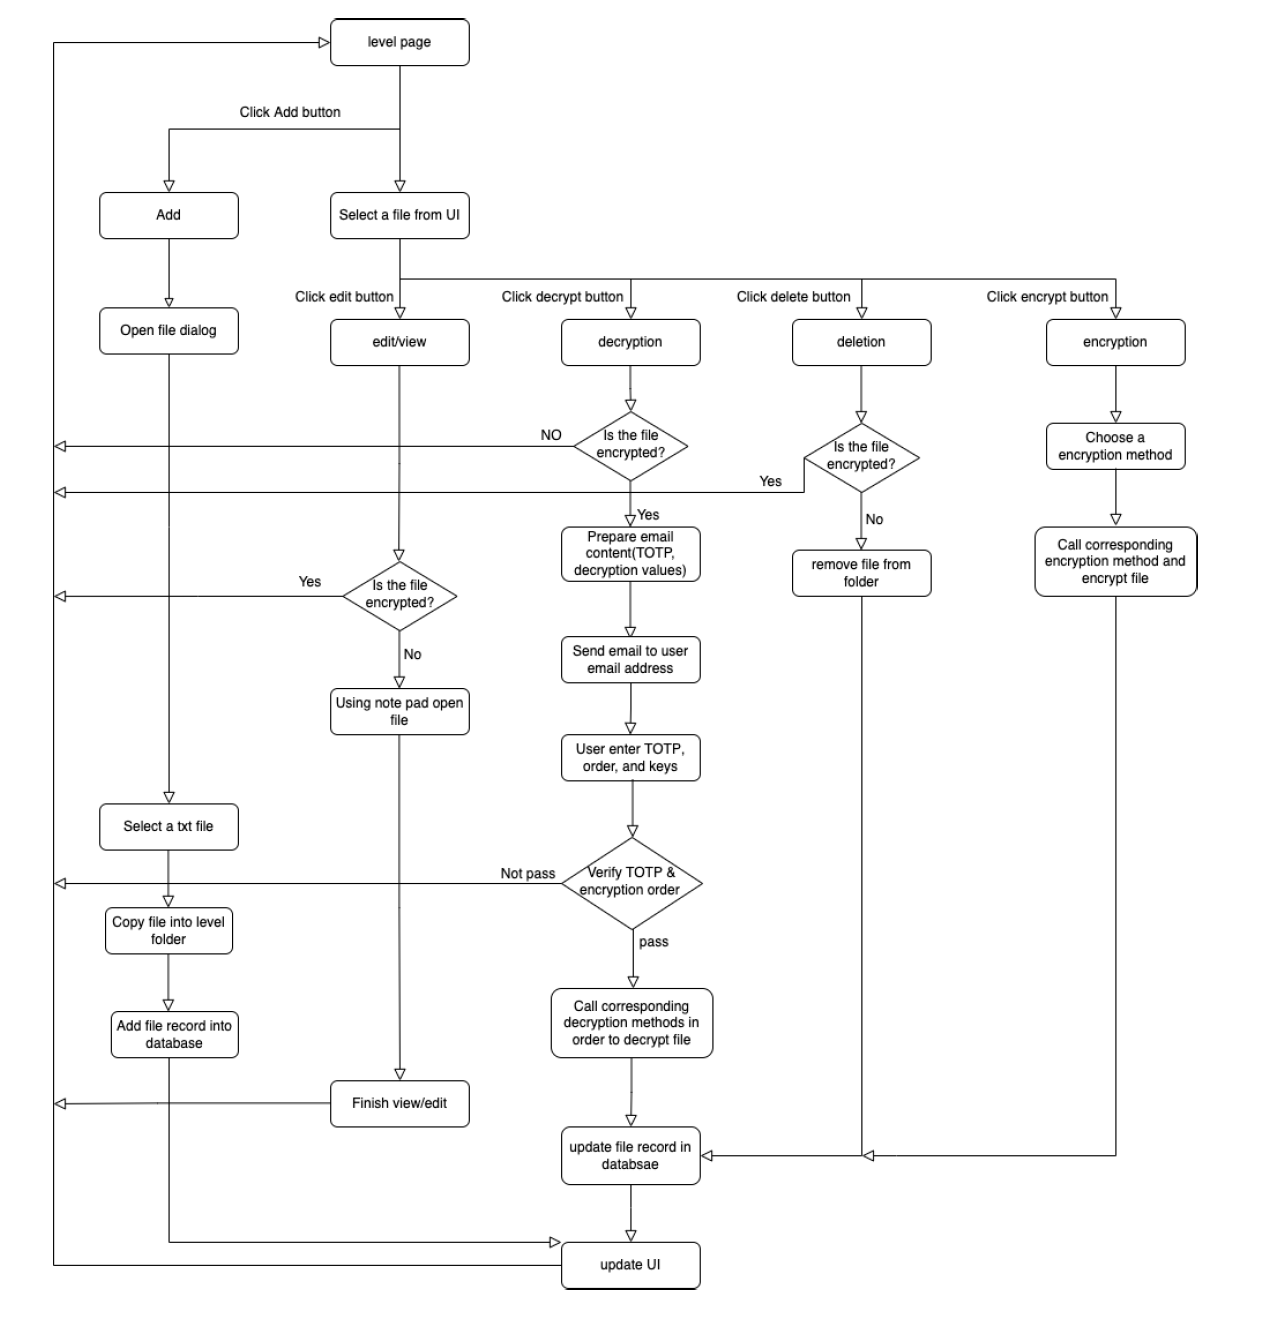 level page
Click Add button
Add
Select a file from UI
Click edit button
Click decrypt button
Click delete button
Click encrypt button
Open file dialog
edit/view
decryption
deletion
encryption
NO
Is the file
encrypted?
Is the file
encrypted?
Choose a
encryption method
Yes
Yes
No
Prepare email
content(TOTP,
decryption values)
remove file from
folder
Call corresponding
encryption method and
encrypt file
Yes
Is the file
encrypted?
No
Send email to user
email address
Using note pad open
file
User enter TOTP,
order, and keys
Select a txt file
Not pass
Verify TOTP &
encryption order
Copy file into level
folder
pass
Call corresponding
decryption methods in
order to decrypt file
Add file record into
database
Finish view/edit
update file record in
databsae
update UI